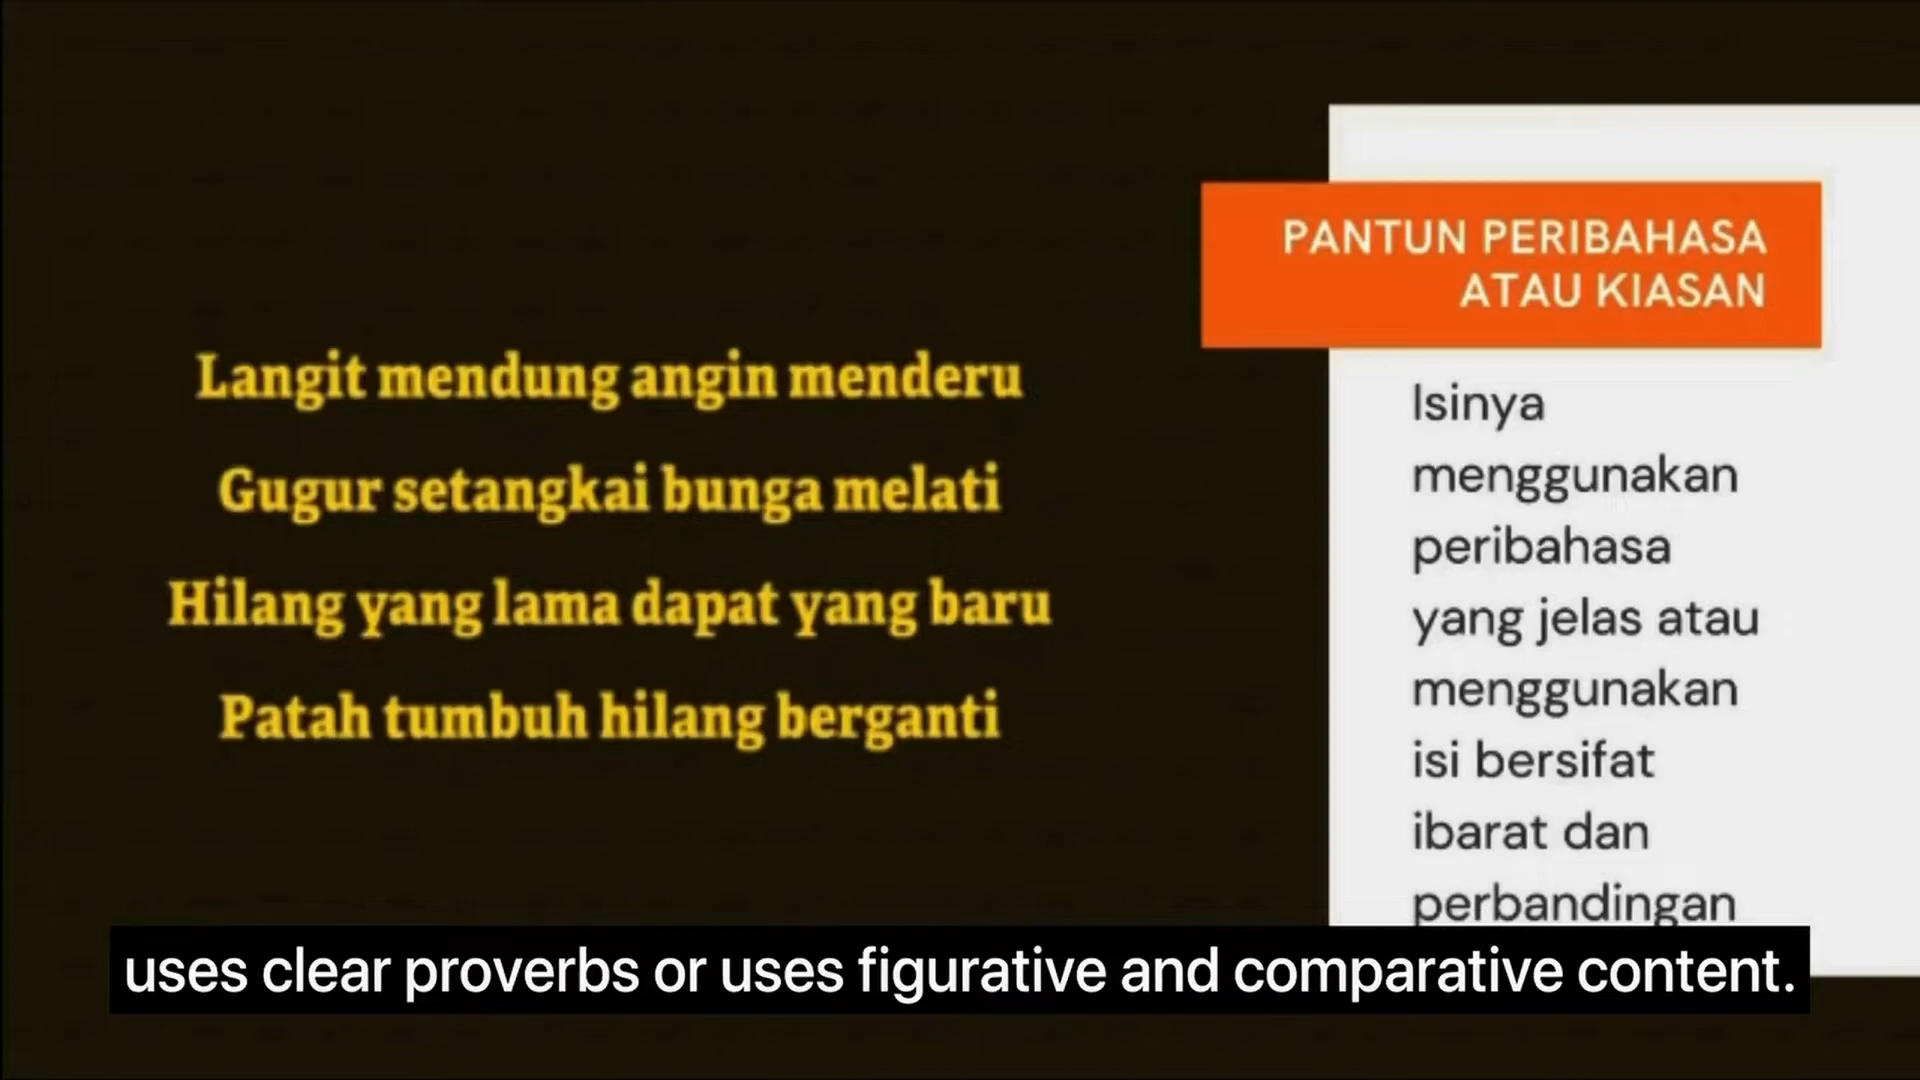 Langit mendung angin menderu
Gugur setangkai bunga melati
Hilang yang lama dapat yang baru
Patah tumbuh hilang berganti
PANTUN PERIBAHASA
ATAU KIASAN
Isinya
menggunakan
peribahasa
yang jelas atau
menggunakan
isi bersifat
ibarat dan
perbandingan
uses clear proverbs or uses figurative and comparative content.